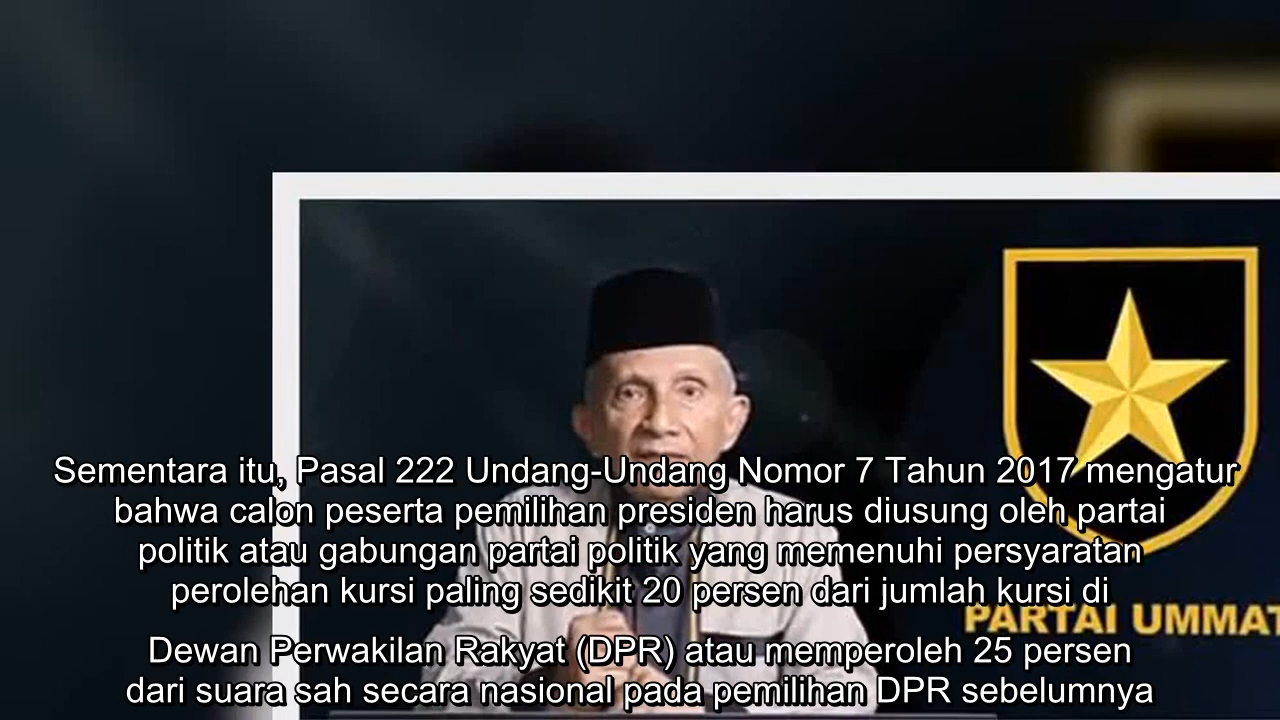 Sementara itu, Pasal 222 Undang-Undang Nomor 7 Tahun 2017 mengatur
bahwa calon peserta pemilihan presiden harus diusung oleh partai
politik atau gabungan partai politik yang memenuhi persyaratan
perolehan kursi paling sedikit 20 persen dari jumlah kursi di
PARTAI UMMAT
Dewan Perwakilan Rakyat (DPR) atau memperoleh 25 persen
dari suara sah secara nasional pada pemilihan DPR sebelumnya